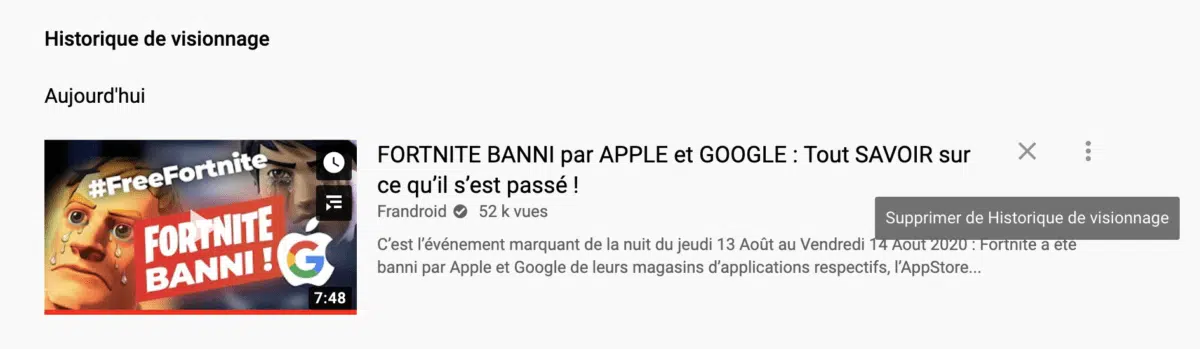 Historique de visionnage
Aujourd'hui
#FreeFortnite
FORTNITE
BANNI !
7:48
FORTNITE BANNI par APPLE et GOOGLE : Tout SAVOIR sur
ce qu’il s’est passé !
Frandroid 52 k vues
Supprimer de Historique de visionnage
C’est l’événement marquant de la nuit du jeudi 13 Août au Vendredi 14 Août 2020 : Fortnite a été
banni par Apple et Google de leurs magasins d’applications respectifs, l’AppStore...